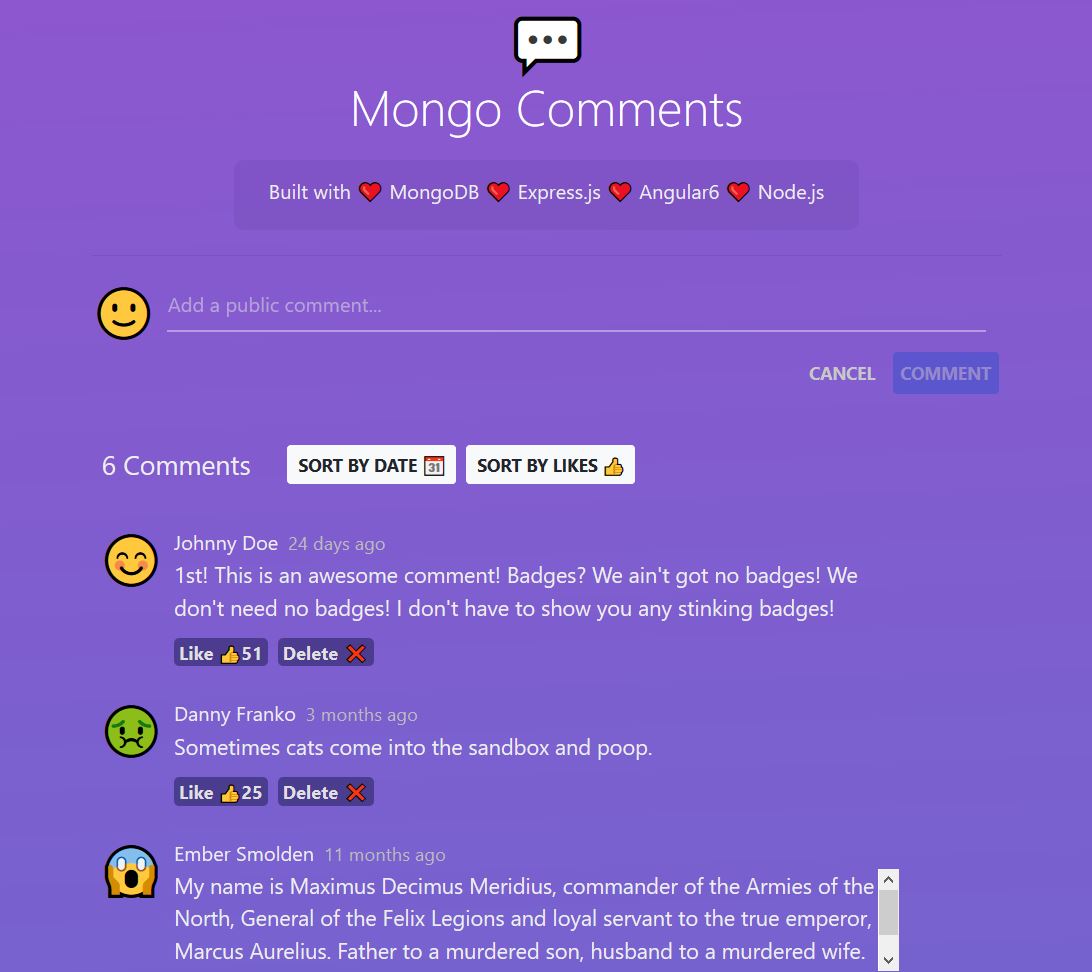 Mongo Comments
Built with ❤️ MongoDB ❤️ Express.js ❤️ Angular6 ❤️ Node.js
Add a public comment...
CANCEL COMMENT
6 Comments SORT BY DATE 📅 SORT BY LIKES 👍
Johnny Doe 24 days ago
1st! This is an awesome comment! Badges? We ain't got no badges! We
don't need no badges! I don't have to show you any stinking badges!
Like 👍51 Delete ❌
Danny Franko 3 months ago
Sometimes cats come into the sandbox and poop.
Like 👍25 Delete ❌
Ember Smolden 11 months ago
My name is Maximus Decimus Meridius, commander of the Armies of the
North, General of the Felix Legions and loyal servant to the true emperor,
Marcus Aurelius. Father to a murdered son, husband to a murdered wife.